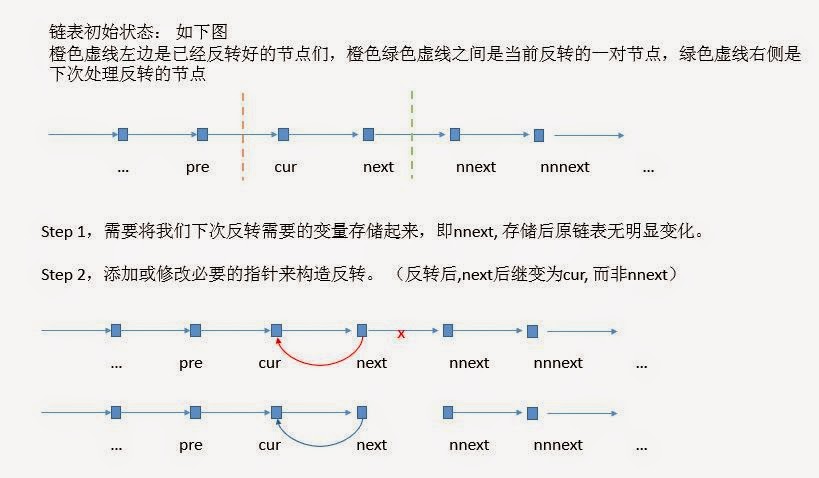 链表初始状态： 如下图
橙色虚线左边是已经反转好的节点们，橙色绿色虚线之间是当前反转的一对节点，绿色虚线右侧是
下次处理反转的节点
... pre cur next nnext nnnext ...
Step 1，需要将我们下次反转需要的变量存储起来，即nnext, 存储后原链表无明显变化。
Step 2，添加或修改必要的指针来构造反转。 （反转后,next后继变为cur, 而非nnext）
x
... pre cur next nnext nnnext ...
... pre cur next nnext nnnext ...